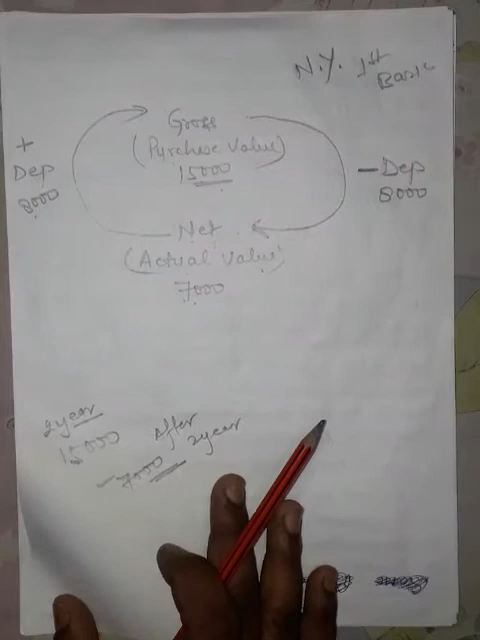 N.Y. 1st
Basic
Gross
(Purchase Value)
15000
+
Dep
8000
- Dep
8000
Net
(Actual Value)
7000
2year
15000
After
2year
- 7000